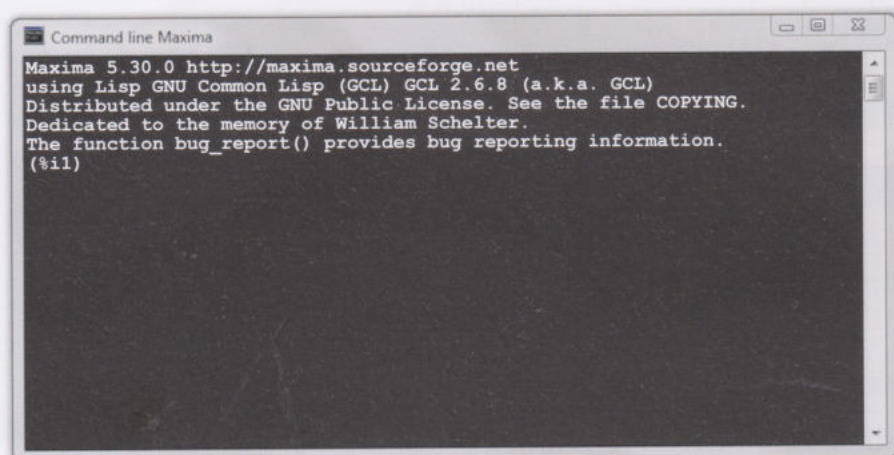 Command line Maxima
Maxima 5.30.0 http://maxima.sourceforge.net
using Lisp GNU Common Lisp (GCL) GCL 2.6.8 (a.k.a. GCL)
Distributed under the GNU Public License. See the file COPYING.
Dedicated to the memory of William Schelter.
The function bug_report() provides bug reporting information.
(%i1)